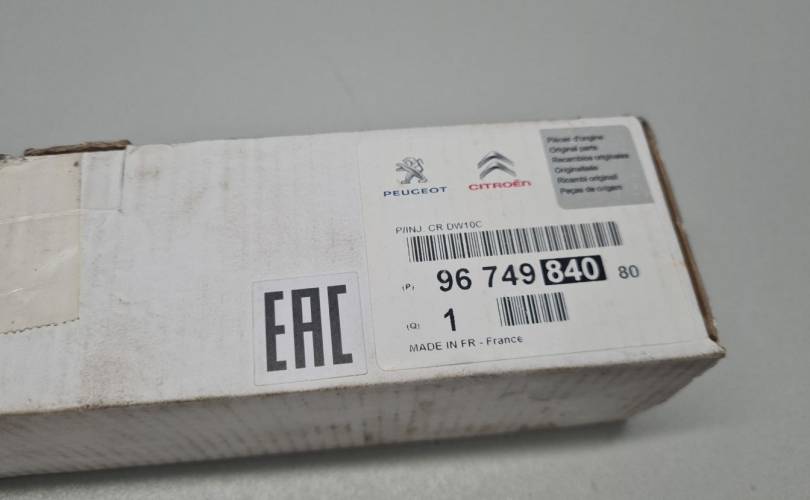 PEUGEOT
CITROËN
Pièces d'origine
Original parts
Recambios originales
Originalteile
Ricambi originali
Peças de origem
P/INJ. CR DW10C
(P) 96 749 840 80
(Q) 1
MADE IN FR - France
EAC